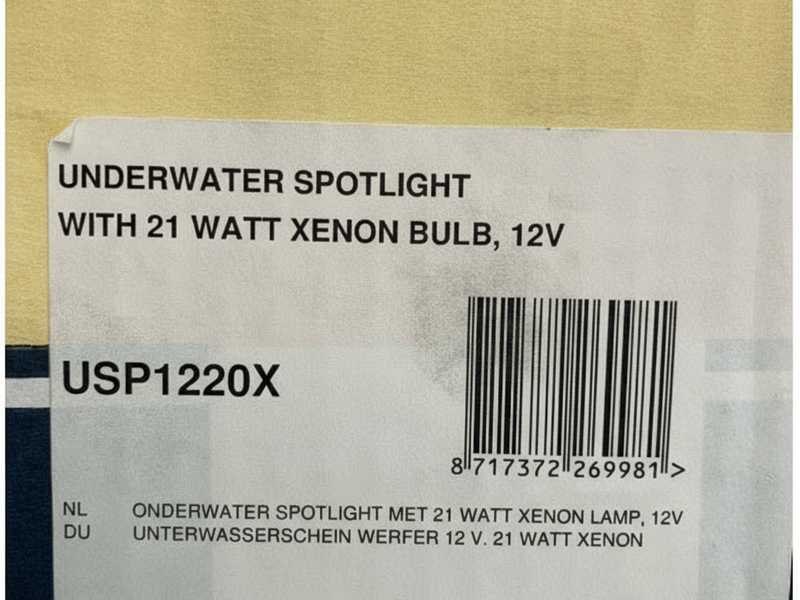 UNDERWATER SPOTLIGHT
WITH 21 WATT XENON BULB, 12V
USP1220X
8 717372 269981 >
NL ONDERWATER SPOTLIGHT MET 21 WATT XENON LAMP, 12V
DU UNTERWASSERSCHEIN WERFER 12 V. 21 WATT XENON